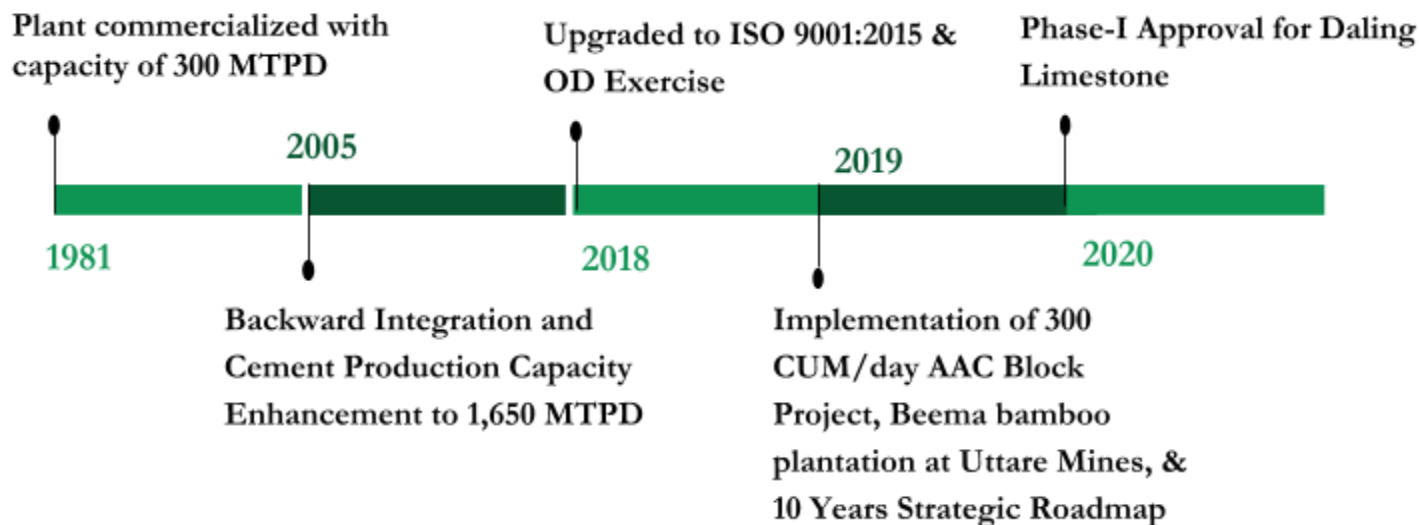 Plant commercialized with
capacity of 300 MTPD
Upgraded to ISO 9001:2015 &
OD Exercise
Phase-I Approval for Daling
Limestone
2005
2019
1981
2018
2020
Backward Integration and
Cement Production Capacity
Enhancement to 1,650 MTPD
Implementation of 300
CUM/day AAC Block
Project, Beema bamboo
plantation at Uttare Mines, &
10 Years Strategic Roadmap